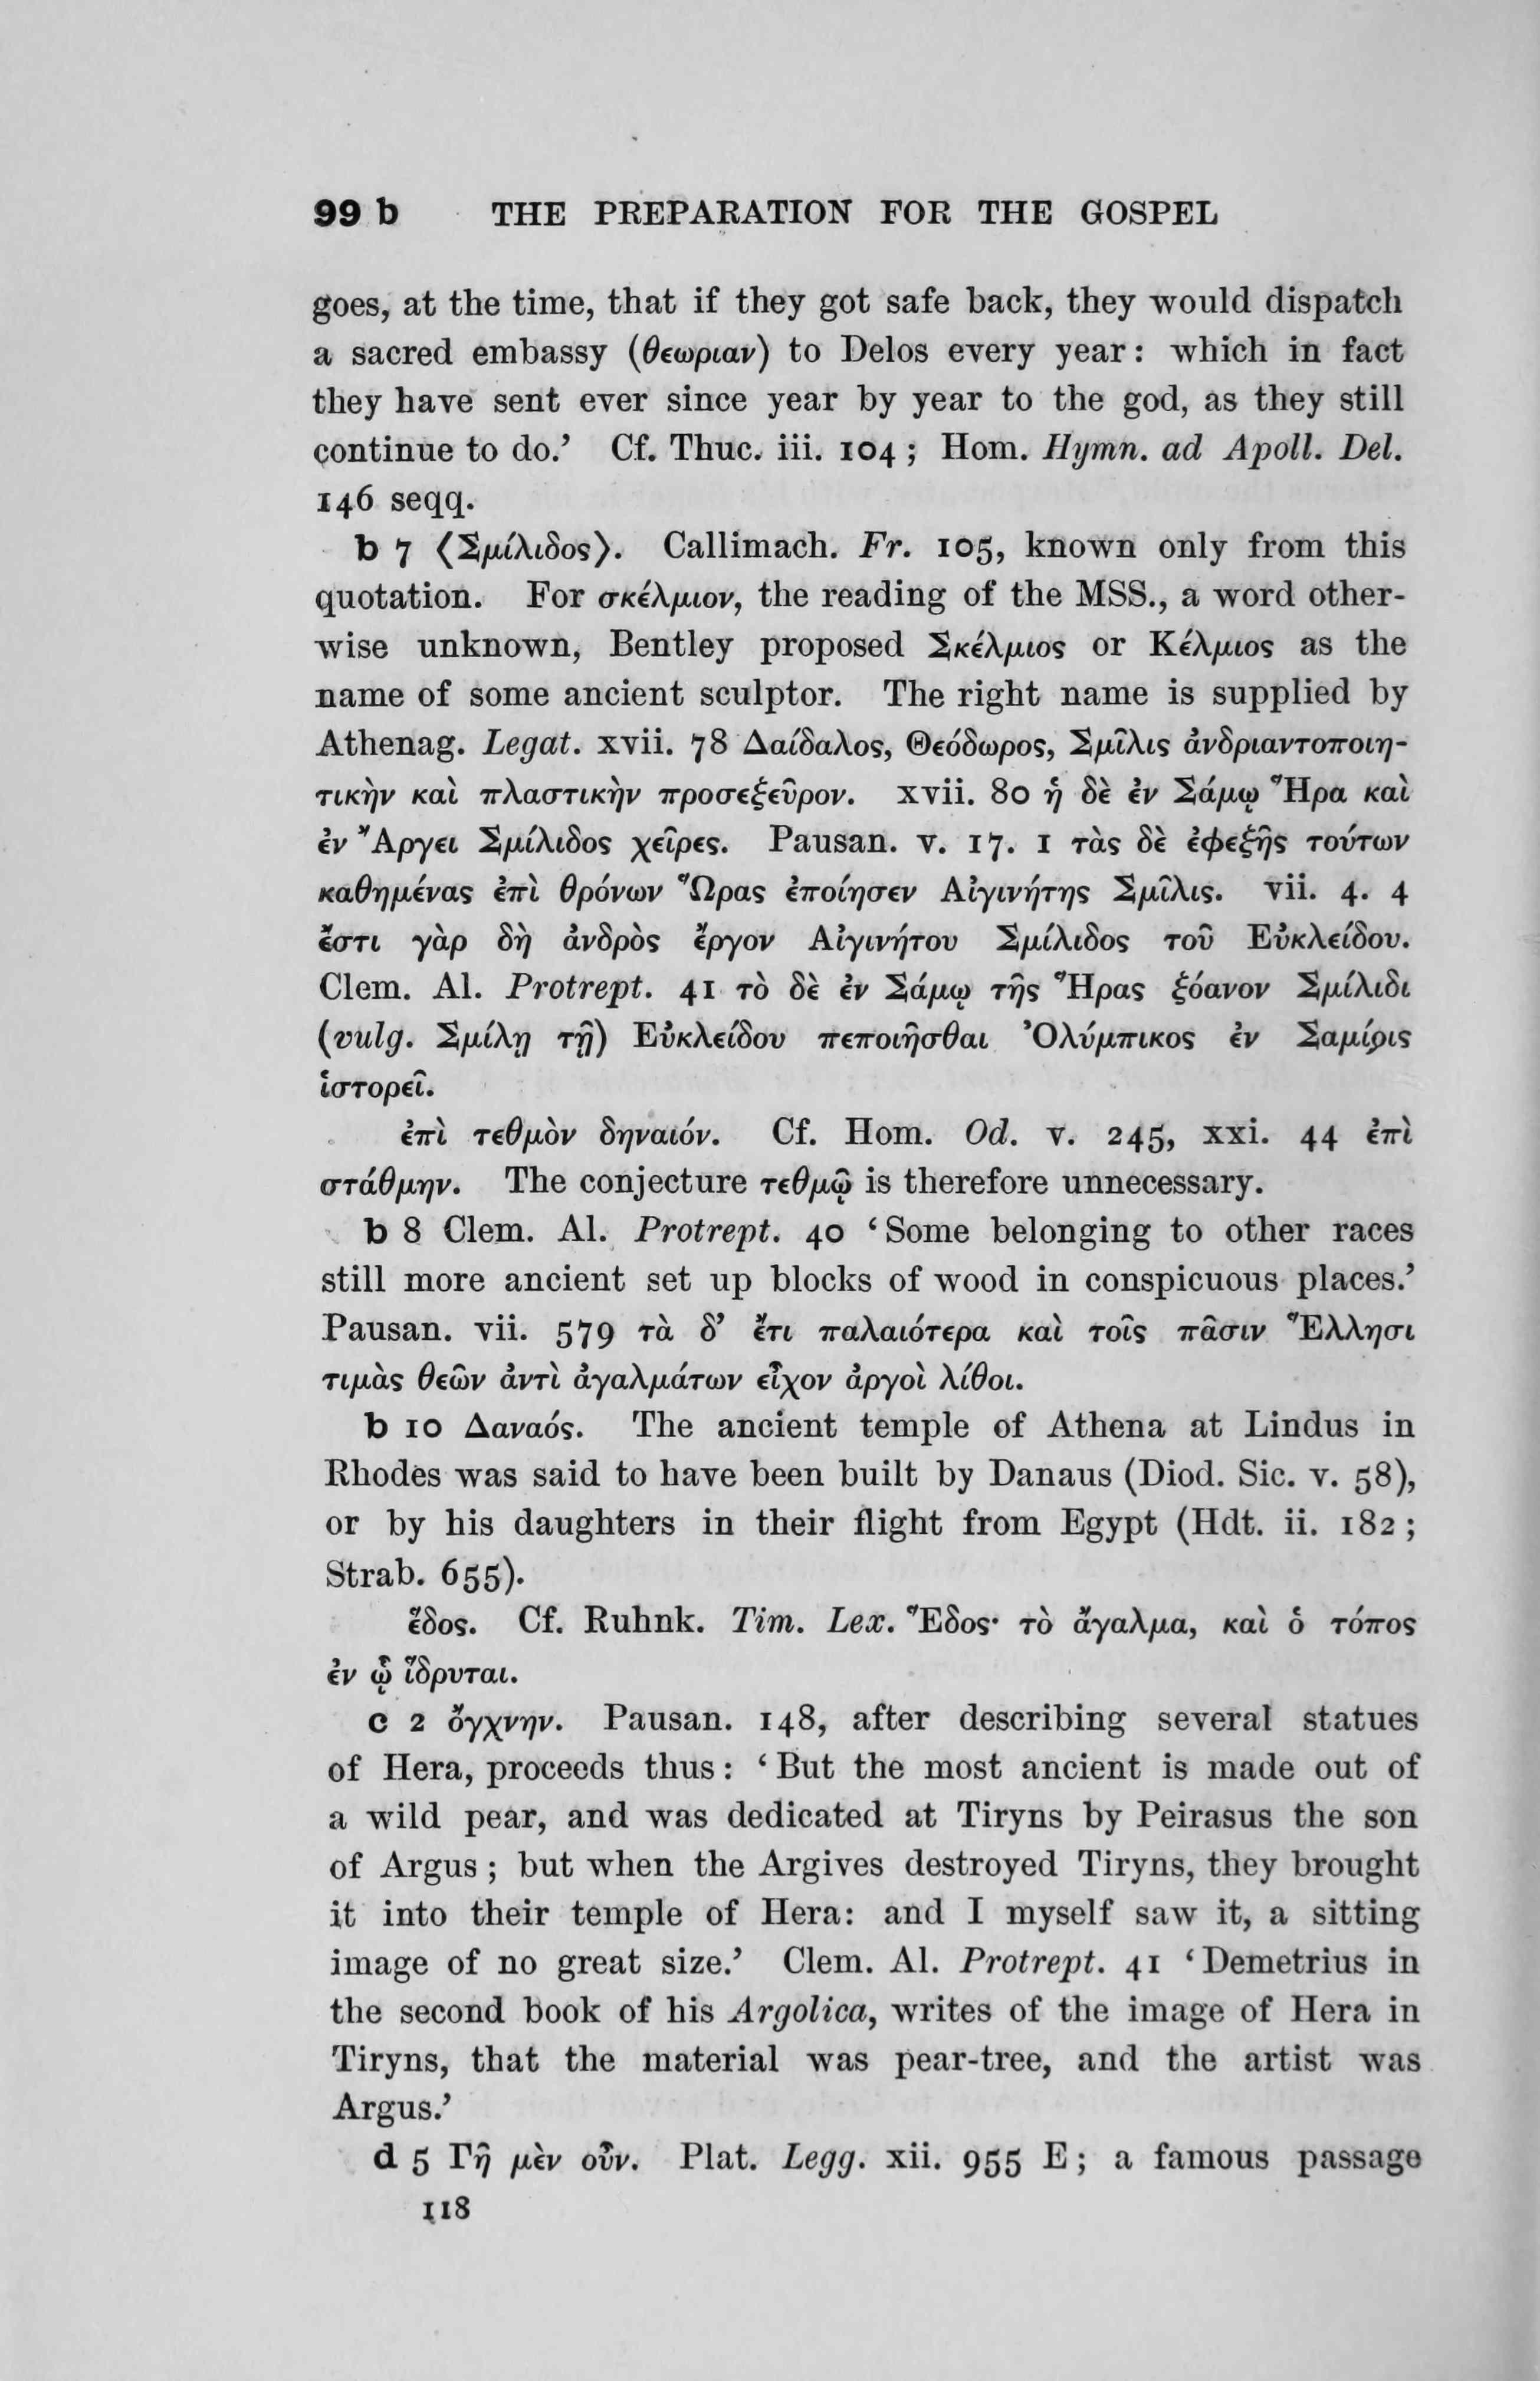 99 b THE PREPARATION FOR THE GOSPEL
goes, at the time, that if they got safe back, they would dispatch
a sacred embassy (θεωριαν) to Delos every year: which in fact
they have sent ever since year by year to the god, as they still
continue to do.’ Cf. Thuc. iii. 104; Hom. Hymn. ad Apoll. Del.
146 seqq.
b 7 ⟨Σμίλιδος⟩. Callimach. Fr. 105, known only from this
quotation. For σκέλμιον, the reading of the MSS., a word other-
wise unknown, Bentley proposed Σκέλμιος or Κέλμιος as the
name of some ancient sculptor. The right name is supplied by
Athenag. Legat. xvii. 78 Δαίδαλος, Θεόδωρος, Σμῖλις ἀνδριαντοποιη-
τικὴν καὶ πλαστικὴν προσεξεῦρον. xvii. 80 ἡ δὲ ἐν Σάμῳ Ἥρα καὶ
ἐν Ἄργει Σμίλιδος χεῖρες. Pausan. v. 17. 1 τὰς δὲ ἐφεξῆς τούτων
καθημένας ἐπὶ θρόνων Ὥρας ἐποίησεν Αἰγινήτης Σμῖλις. vii. 4. 4
ἔστι γὰρ δὴ ἀνδρὸς ἔργον Αἰγινήτου Σμίλιδος τοῦ Εὐκλείδου.
Clem. Al. Protrept. 41 τὸ δὲ ἐν Σάμῳ τῆς Ἥρας ξόανον Σμίλιδι
(vulg. Σμίλῃ τῇ) Εὐκλείδου πεποιῆσθαι Ὀλύμπικος ἐν Σαμίρις
ἱστορεῖ.
ἐπὶ τεθμὸν δηναιόν. Cf. Hom. Od. v. 245, xxi. 44 ἐπὶ
στάθμην. The conjecture τεθμῷ is therefore unnecessary.
b 8 Clem. Al. Protrept. 40 ‘Some belonging to other races
still more ancient set up blocks of wood in conspicuous places.’
Pausan. vii. 579 τὰ δ’ ἔτι παλαιότερα καὶ τοῖς πᾶσιν Ἕλλησι
τιμὰς θεῶν ἀντὶ ἀγαλμάτων εἶχον ἀργοὶ λίθοι.
b 10 Δαναός. The ancient temple of Athena at Lindus in
Rhodes was said to have been built by Danaus (Diod. Sic. v. 58),
or by his daughters in their flight from Egypt (Hdt. ii. 182;
Strab. 655).
ἕδος. Cf. Ruhnk. Tim. Lex. Ἕδος· τὸ ἄγαλμα, καὶ ὁ τόπος
ἐν ᾧ ἵδρυται.
c 2 ὄγχνην. Pausan. 148, after describing several statues
of Hera, proceeds thus: ‘But the most ancient is made out of
a wild pear, and was dedicated at Tiryns by Peirasus the son
of Argus; but when the Argives destroyed Tiryns, they brought
it into their temple of Hera: and I myself saw it, a sitting
image of no great size.’ Clem. Al. Protrept. 41 ‘Demetrius in
the second book of his Argolica, writes of the image of Hera in
Tiryns, that the material was pear-tree, and the artist was
Argus.’
d 5 Γῆ μὲν οὖν. Plat. Legg. xii. 955 E; a famous passage
118